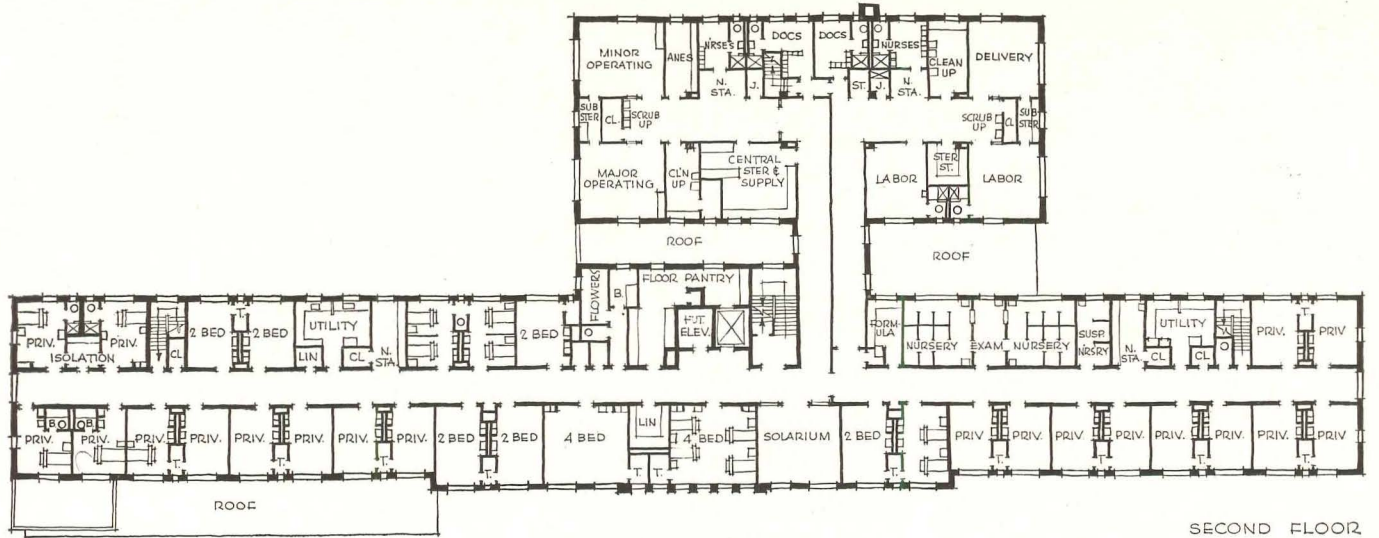 MINOR
OPERATING
ANES
NRSES
DOCS
DOCS
NURSES
CLEAN
UP
DELIVERY
N.
STA.
J.
ST.
J.
N.
STA.
SUB
STER
CL.
SCRUB
UP
SCRUB
UP
CL
SUB
STER
MAJOR
OPERATING
CL'N
UP
CENTRAL
STER &
SUPPLY
LABOR
STER
ST.
LABOR
ROOF
ROOF
FLOWERS
B.
FLOOR PANTRY
FUT
ELEV.
PRIV.
PRIV.
ISOLATION
CL
2 BED
T.
2 BED
UTILITY
LIN
CL
N.
STA.
2 BED
FORM-
ULA
NURSERY
EXAM
NURSERY
SUSP.
NRSRY
N.
STA.
UTILITY
CL
CL
PRIV.
T.
PRIV
B.
B.
PRIV.
PRIV.
PRIV.
T.
PRIV.
PRIV.
T.
PRIV.
PRIV.
T.
PRIV.
2 BED
T.
2 BED
4 BED
LIN
T.
T.
4 BED
SOLARIUM
2 BED
T.
PRIV
T.
PRIV.
PRIV.
T.
PRIV.
PRIV.
T.
PRIV.
PRIV.
T.
PRIV
ROOF
SECOND FLOOR